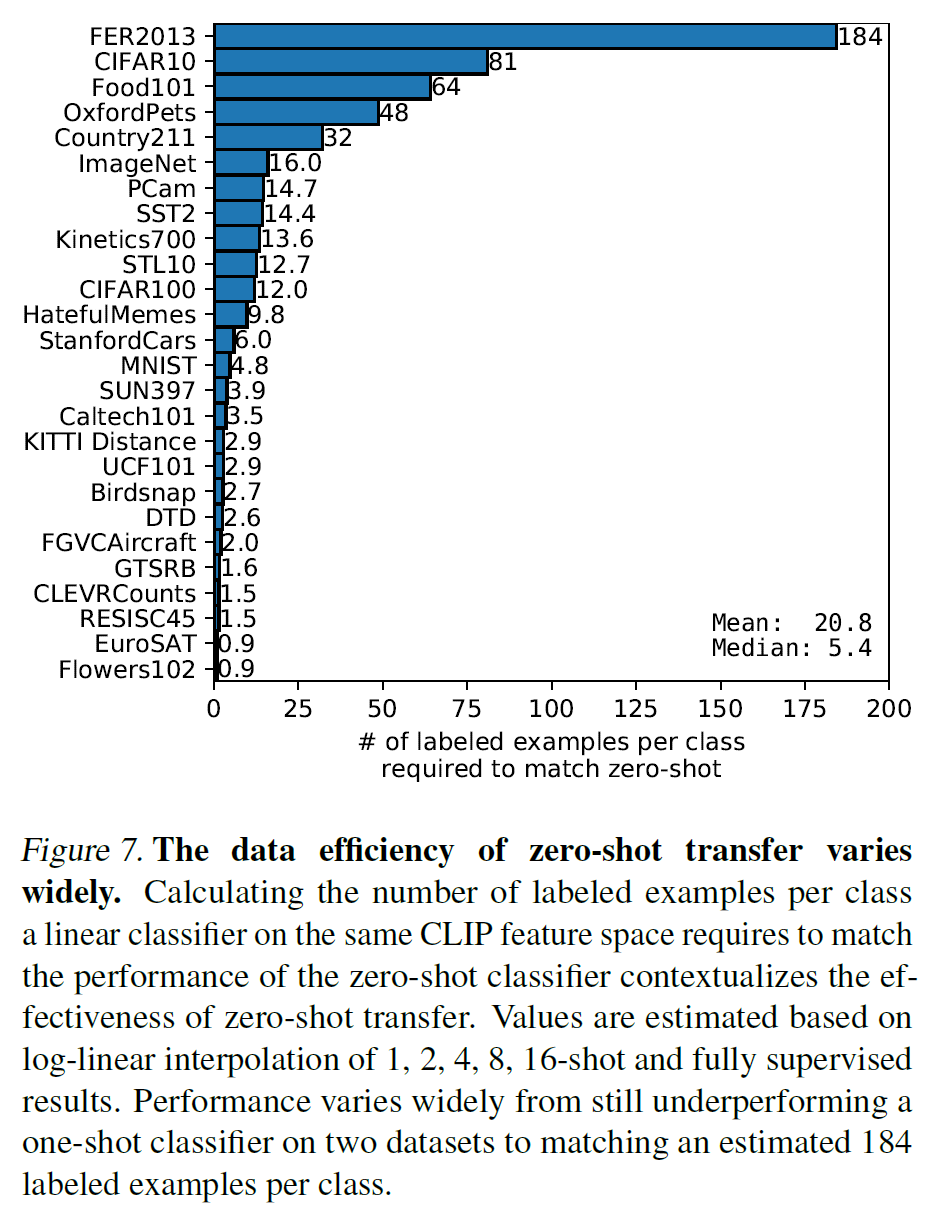 FER2013 184
CIFAR10 81
Food101 64
OxfordPets 48
Country211 32
ImageNet 16.0
PCam 14.7
SST2 14.4
Kinetics700 13.6
STL10 12.7
CIFAR100 12.0
HatefulMemes 9.8
StanfordCars 6.0
MNIST 4.8
SUN397 3.9
Caltech101 3.5
KITTI Distance 2.9
UCF101 2.9
Birdsnap 2.7
DTD 2.6
FGVCAircraft 2.0
GTSRB 1.6
CLEVRCounts 1.5
RESISC45 1.5
EuroSAT 0.9
Flowers102 0.9
Mean: 20.8
Median: 5.4
0 25 50 75 100 125 150 175 200
# of labeled examples per class
required to match zero-shot
Figure 7. The data efficiency of zero-shot transfer varies
widely. Calculating the number of labeled examples per class
a linear classifier on the same CLIP feature space requires to match
the performance of the zero-shot classifier contextualizes the ef-
fectiveness of zero-shot transfer. Values are estimated based on
log-linear interpolation of 1, 2, 4, 8, 16-shot and fully supervised
results. Performance varies widely from still underperforming a
one-shot classifier on two datasets to matching an estimated 184
labeled examples per class.